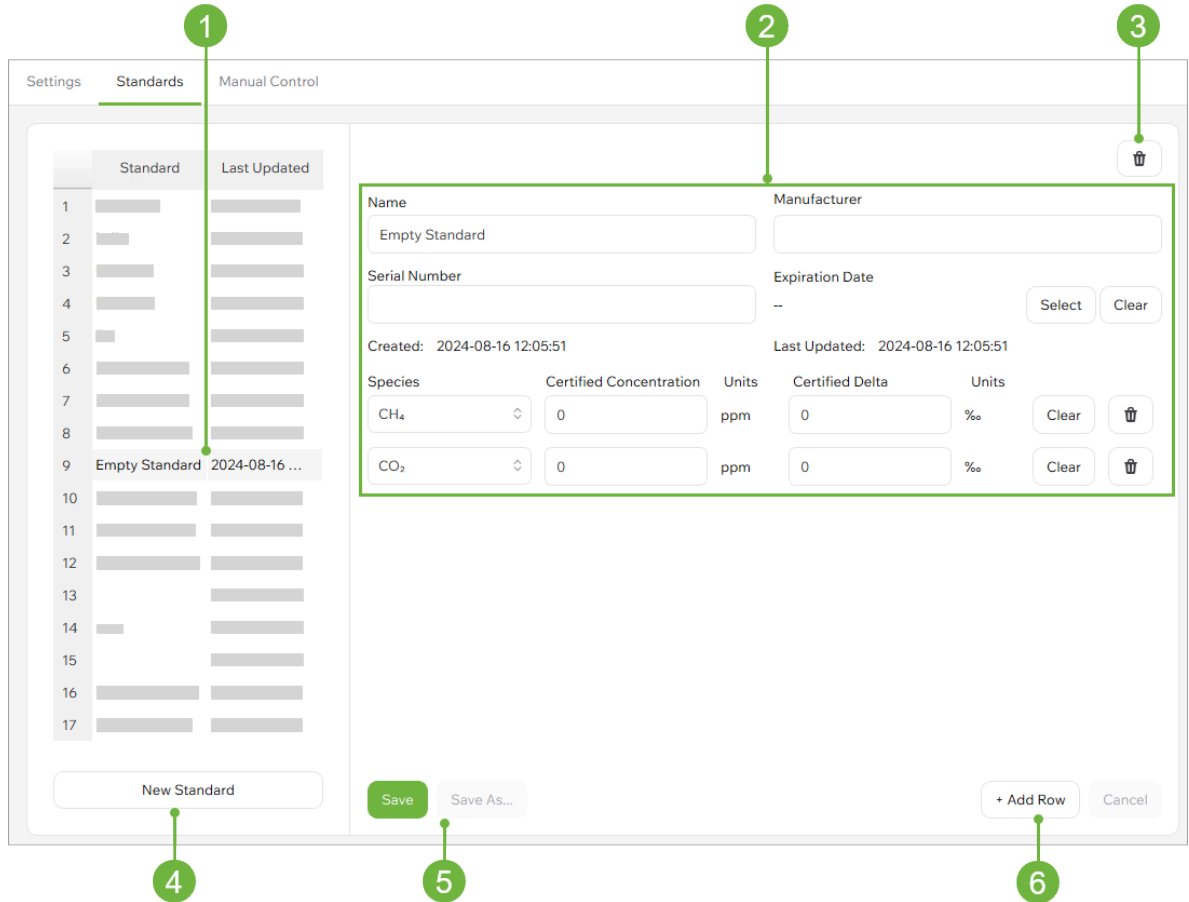 1 2 3
Settings Standards Manual Control
Standard Last Updated
1
2
3
4
5
6
7
8
9 Empty Standard 2024-08-16 ...
10
11
12
13
14
15
16
17
New Standard
Name Manufacturer
Empty Standard
Serial Number Expiration Date
-- Select Clear
Created: 2024-08-16 12:05:51 Last Updated: 2024-08-16 12:05:51
Species Certified Concentration Units Certified Delta Units
CH₄ 0 ppm 0 ‰ Clear
CO₂ 0 ppm 0 ‰ Clear
Save Save As... + Add Row Cancel
4 5 6